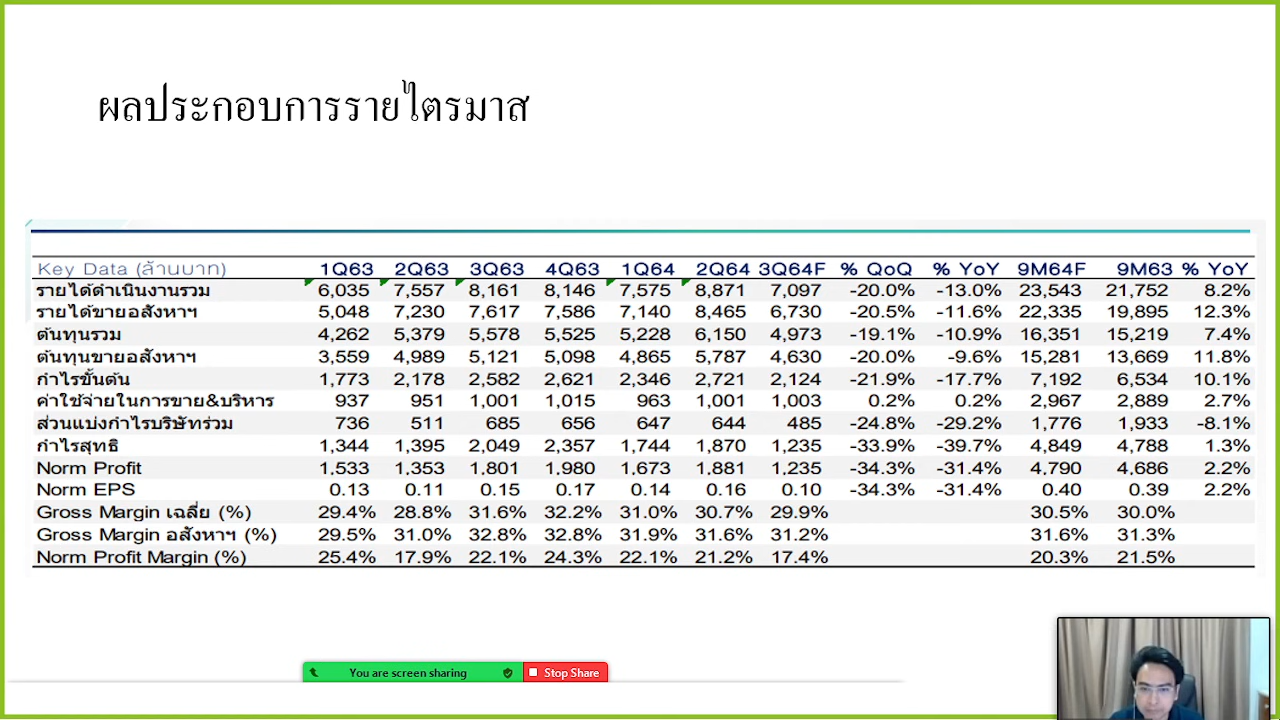 ผลประกอบการรายไตรมาส
Key Data (ล้านบาท) 1Q63 2Q63 3Q63 4Q63 1Q64 2Q64 3Q64F % QoQ % YoY 9M64F 9M63 % YoY
รายได้ดำเนินงานรวม 6,035 7,557 8,161 8,146 7,575 8,871 7,097 -20.0% -13.0% 23,543 21,752 8.2%
รายได้ขายอสังหาฯ 5,048 7,230 7,617 7,586 7,140 8,465 6,730 -20.5% -11.6% 22,335 19,895 12.3%
ต้นทุนรวม 4,262 5,379 5,578 5,525 5,228 6,150 4,973 -19.1% -10.9% 16,351 15,219 7.4%
ต้นทุนขายอสังหาฯ 3,559 4,989 5,121 5,098 4,865 5,787 4,630 -20.0% -9.6% 15,281 13,669 11.8%
กำไรขั้นต้น 1,773 2,178 2,582 2,621 2,346 2,721 2,124 -21.9% -17.7% 7,192 6,534 10.1%
ค่าใช้จ่ายในการขาย&บริหาร 937 951 1,001 1,015 963 1,001 1,003 0.2% 0.2% 2,967 2,889 2.7%
ส่วนแบ่งกำไรบริษัทร่วม 736 511 685 656 647 644 485 -24.8% -29.2% 1,776 1,933 -8.1%
กำไรสุทธิ 1,344 1,395 2,049 2,357 1,744 1,870 1,235 -33.9% -39.7% 4,849 4,788 1.3%
Norm Profit 1,533 1,353 1,801 1,980 1,673 1,881 1,235 -34.3% -31.4% 4,790 4,686 2.2%
Norm EPS 0.13 0.11 0.15 0.17 0.14 0.16 0.10 -34.3% -31.4% 0.40 0.39 2.2%
Gross Margin เฉลี่ย (%) 29.4% 28.8% 31.6% 32.2% 31.0% 30.7% 29.9% 30.5% 30.0%
Gross Margin อสังหาฯ (%) 29.5% 31.0% 32.8% 32.8% 31.9% 31.6% 31.2% 31.6% 31.3%
Norm Profit Margin (%) 25.4% 17.9% 22.1% 24.3% 22.1% 21.2% 17.4% 20.3% 21.5%
You are screen sharing Stop Share